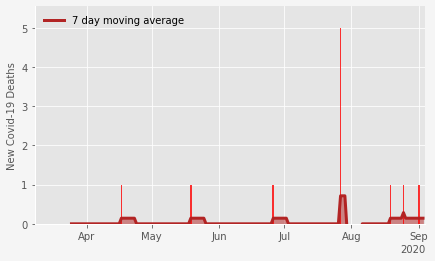 7 day moving average
New Covid-19 Deaths
5
4
3
2
1
0
Apr
May
Jun
Jul
Aug
Sep
2020